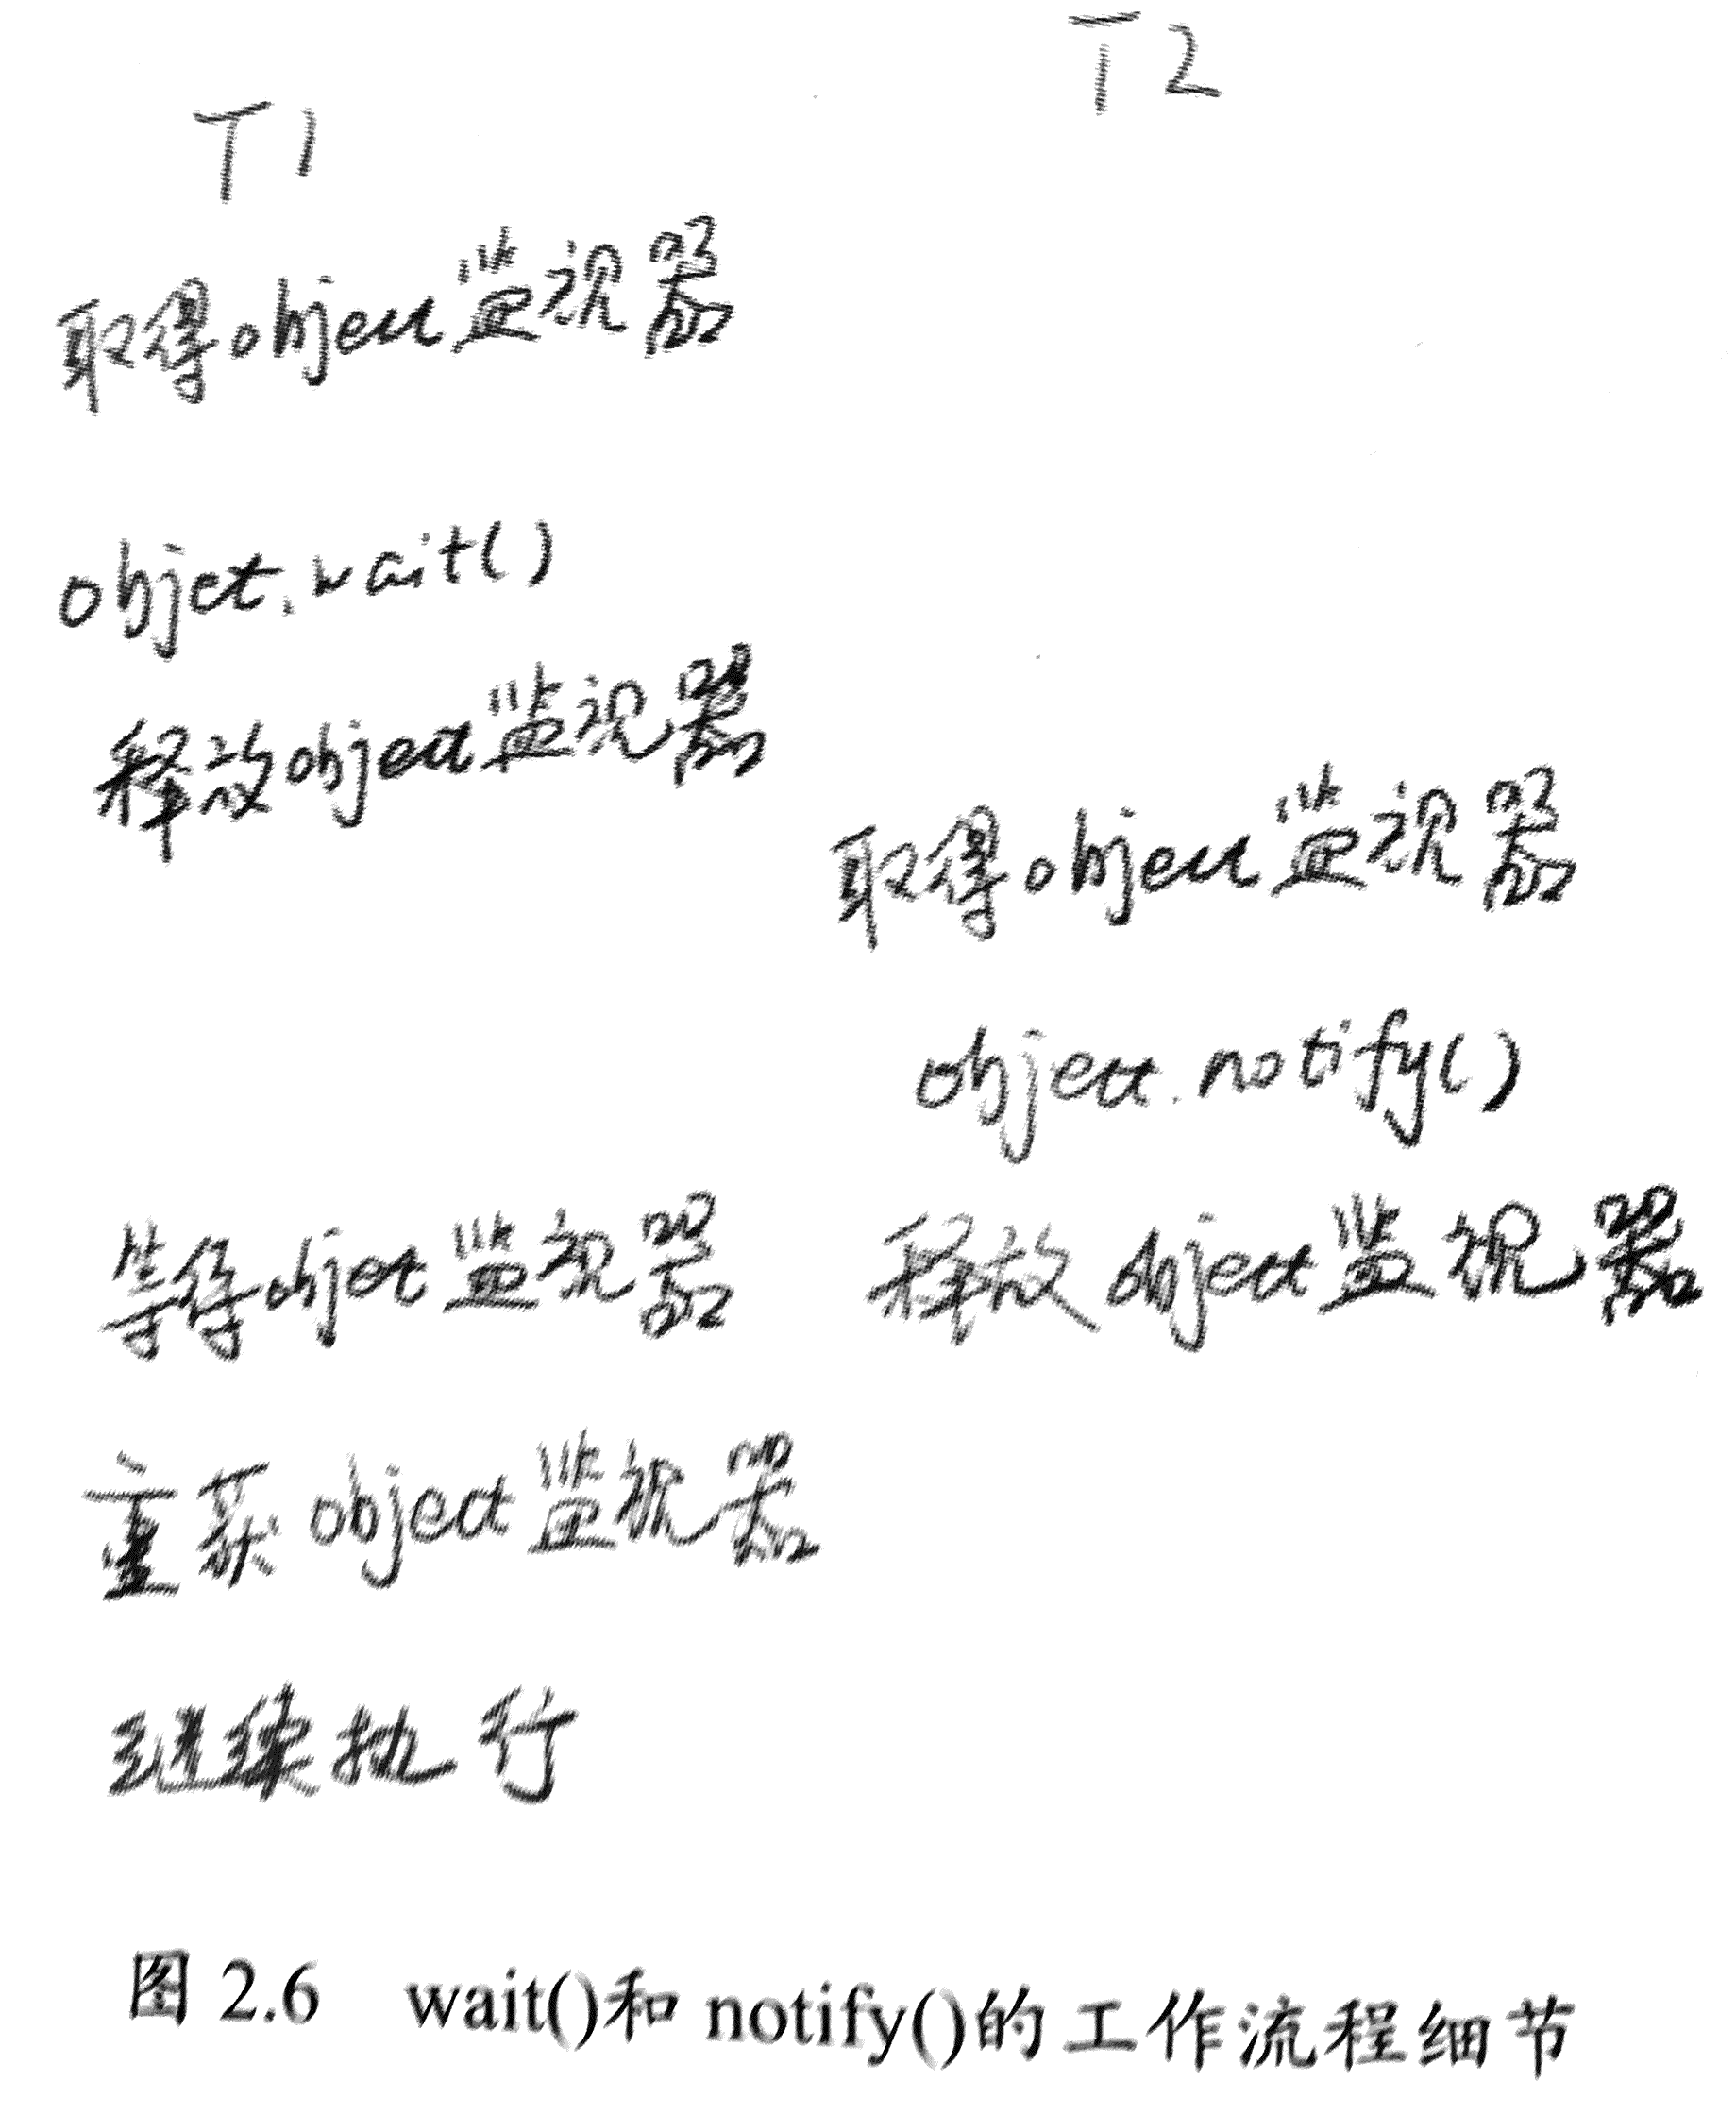 T1
T2
取得object监视器
objet.wait()
释放object监视器
取得object监视器
object.notify()
等待objet监视器
释放object监视器
重获object监视器
继续执行
图 2.6 wait()和 notify()的工作流程细节